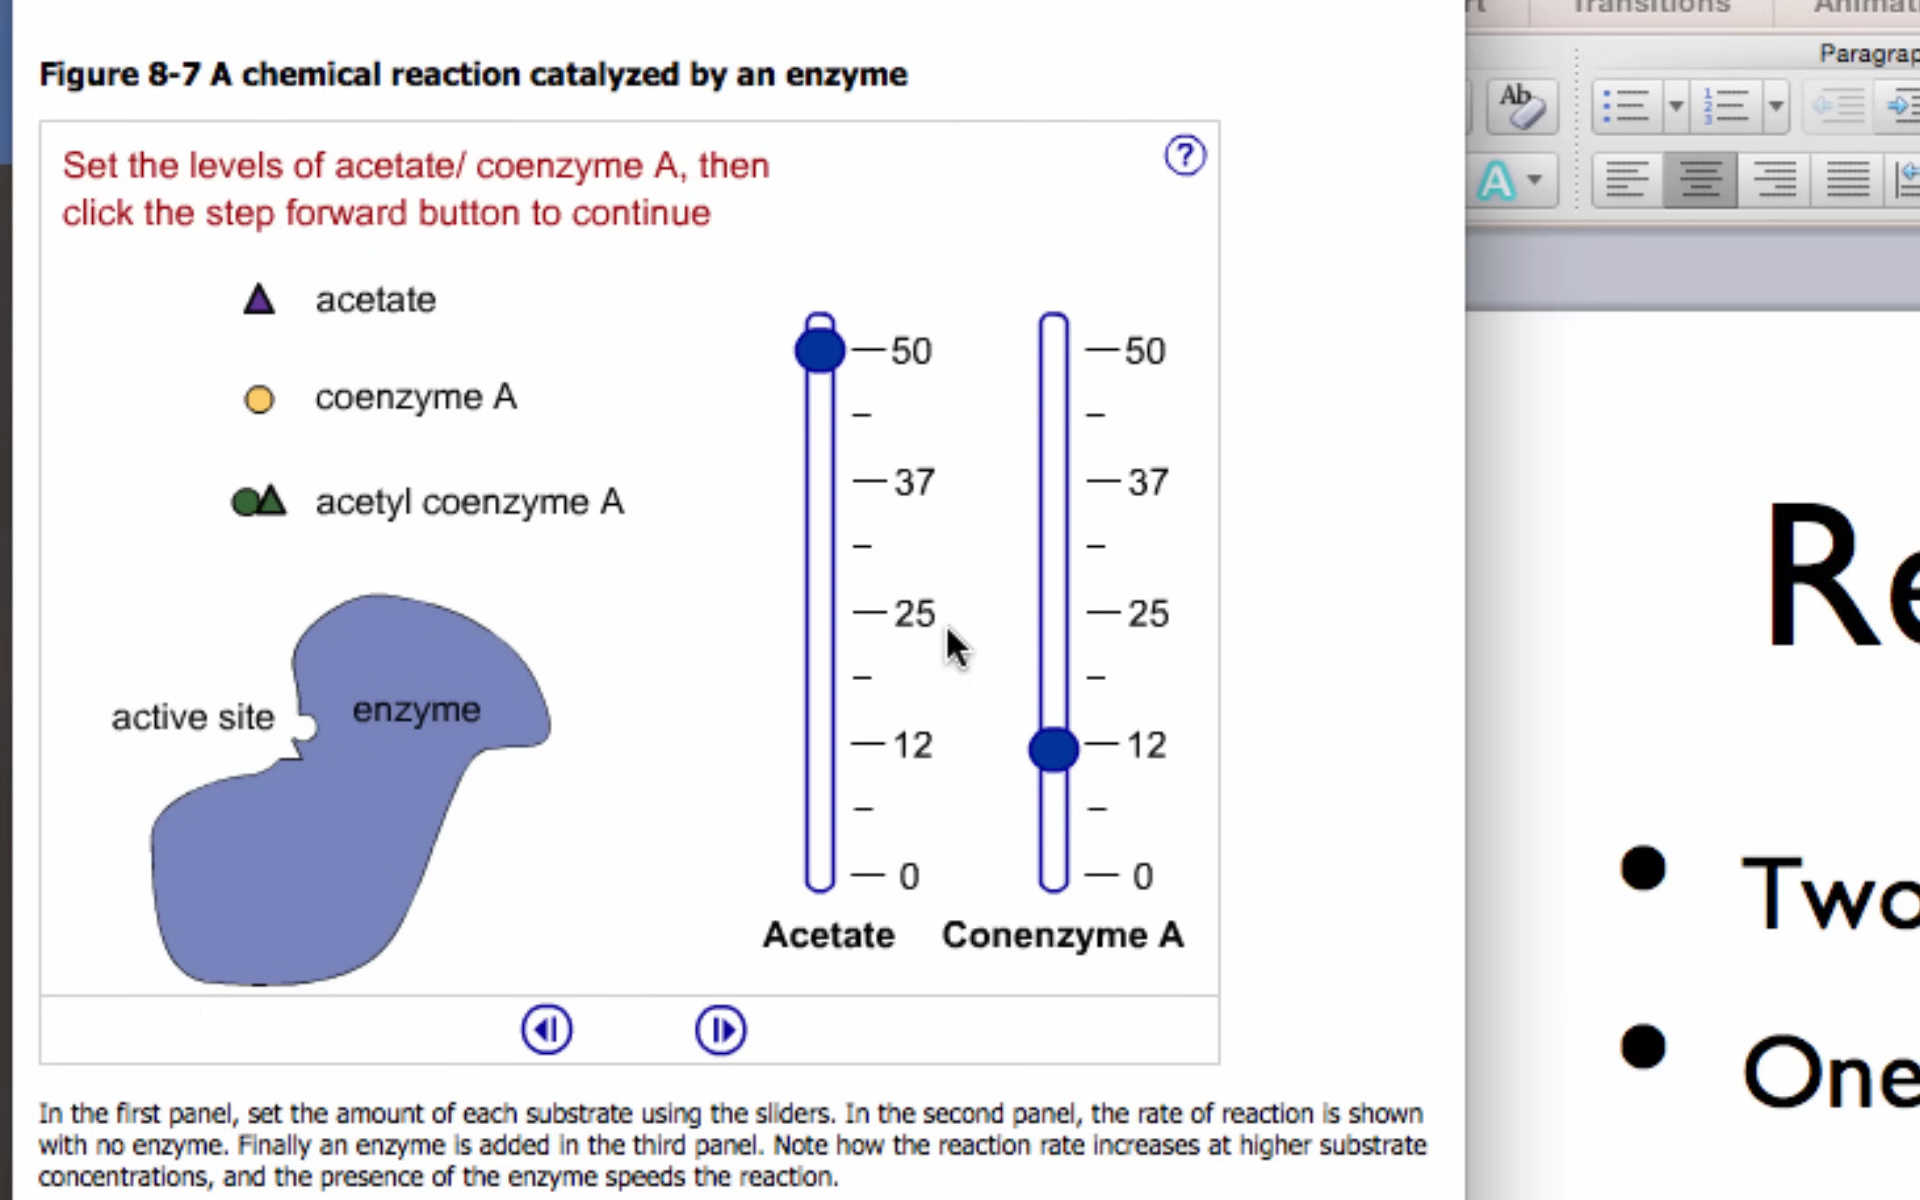 Transitions
Paragrap
Figure 8-7 A chemical reaction catalyzed by an enzyme
Ab
A
Set the levels of acetate/ coenzyme A, then
click the step forward button to continue
?
acetate
coenzyme A
acetyl coenzyme A
active site
enzyme
50
37
25
12
0
Acetate
50
37
25
12
0
Conenzyme A
Re
• Two
• One
In the first panel, set the amount of each substrate using the sliders. In the second panel, the rate of reaction is shown
with no enzyme. Finally an enzyme is added in the third panel. Note how the reaction rate increases at higher substrate
concentrations, and the presence of the enzyme speeds the reaction.